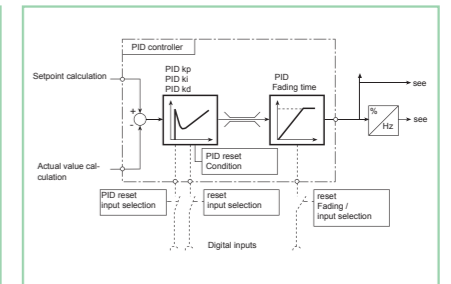 PID controller
Setpoint calculation
PID kp
PID ki
PID kd
PID
Fading time
see
+
-
%
Hz
see
Actual value cal-
culation
PID reset
Condition
PID reset
input selection
reset
input selection
reset
Fading /
input selection
Digital inputs